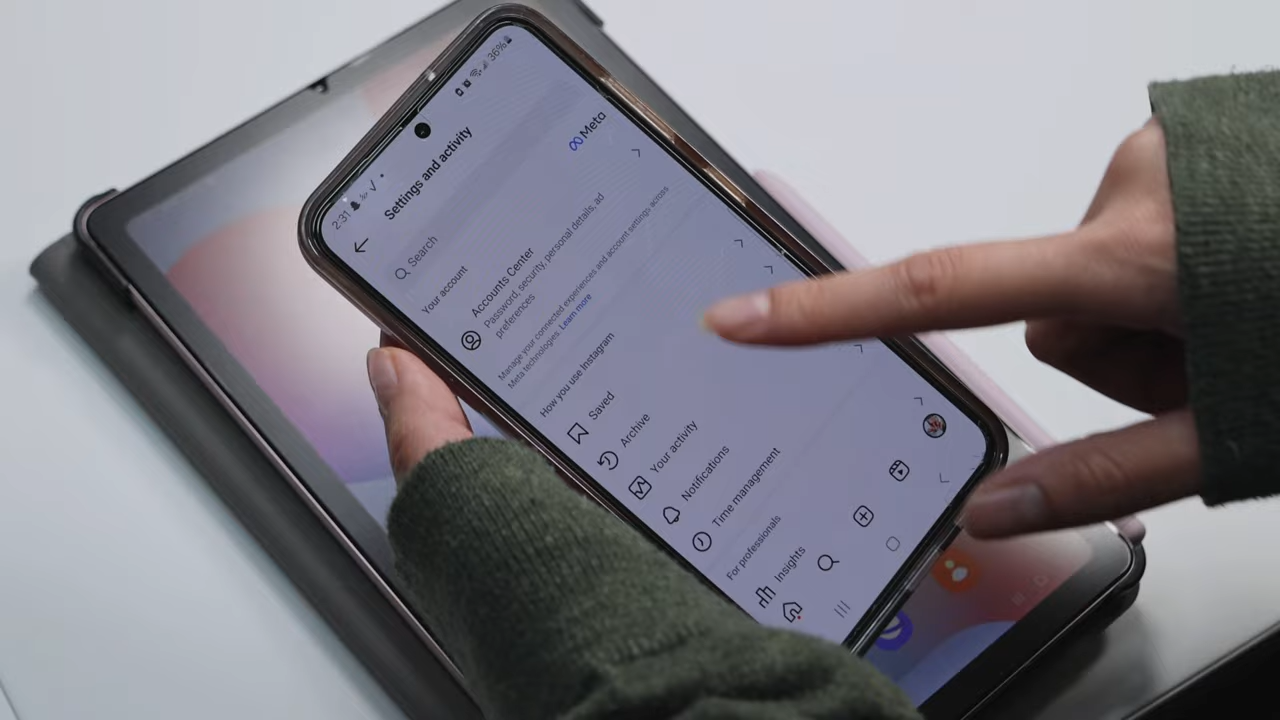 2:31
36%
Settings and activity
Search
Your account
Meta
Accounts Center
Password, security, personal details, ad
preferences
Manage your connected experiences and account settings across
Meta technologies. Learn more
How you use Instagram
Saved
Archive
Your activity
Notifications
Time management
For professionals
Insights